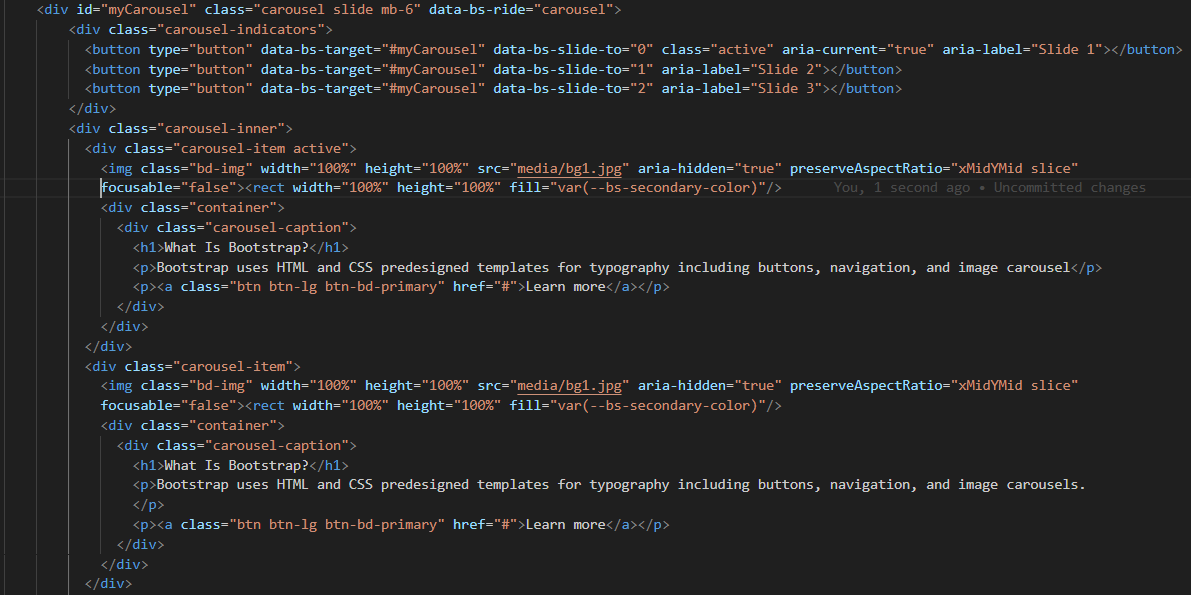 <div id="myCarousel" class="carousel slide mb-6" data-bs-ride="carousel">
<div class="carousel-indicators">
<button type="button" data-bs-target="#myCarousel" data-bs-slide-to="0" class="active" aria-current="true" aria-label="Slide 1"></button>
<button type="button" data-bs-target="#myCarousel" data-bs-slide-to="1" aria-label="Slide 2"></button>
<button type="button" data-bs-target="#myCarousel" data-bs-slide-to="2" aria-label="Slide 3"></button>
</div>
<div class="carousel-inner">
<div class="carousel-item active">
<img class="bd-img" width="100%" height="100%" src="media/bg1.jpg" aria-hidden="true" preserveAspectRatio="xMidYMid slice"
focusable="false"><rect width="100%" height="100%" fill="var(--bs-secondary-color)"/> You, 1 second ago • Uncommitted changes
<div class="container">
<div class="carousel-caption">
<h1>What Is Bootstrap?</h1>
<p>Bootstrap uses HTML and CSS predesigned templates for typography including buttons, navigation, and image carousel</p>
<p><a class="btn btn-lg btn-bd-primary" href="#">Learn more</a></p>
</div>
</div>
</div>
<div class="carousel-item">
<img class="bd-img" width="100%" height="100%" src="media/bg1.jpg" aria-hidden="true" preserveAspectRatio="xMidYMid slice"
focusable="false"><rect width="100%" height="100%" fill="var(--bs-secondary-color)"/>
<div class="container">
<div class="carousel-caption">
<h1>What Is Bootstrap?</h1>
<p>Bootstrap uses HTML and CSS predesigned templates for typography including buttons, navigation, and image carousels.
</p>
<p><a class="btn btn-lg btn-bd-primary" href="#">Learn more</a></p>
</div>
</div>
</div>